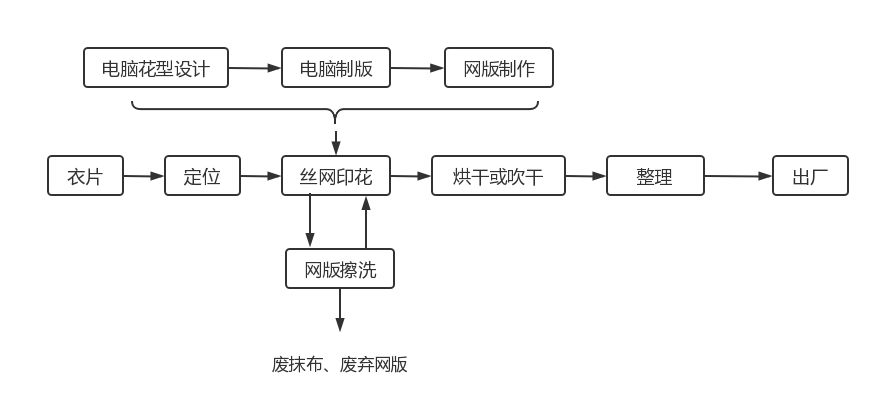 电脑花型设计
电脑制版
网版制作
衣片
定位
丝网印花
烘干或吹干
整理
出厂
网版擦洗
废抹布、废弃网版